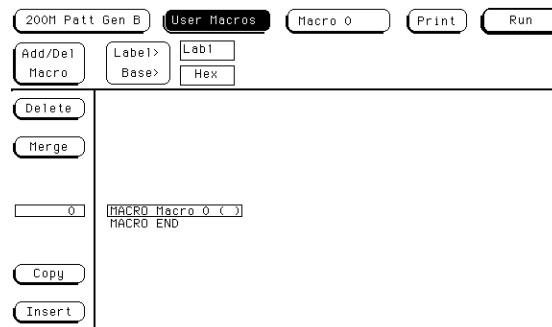 200M Patt Gen B User Macros Macro 0 Print Run
Add/Del Macro
Label> Lab1
Base> Hex
Delete
Merge
0 MACRO Macro 0 ( )
MACRO END
Copy
Insert